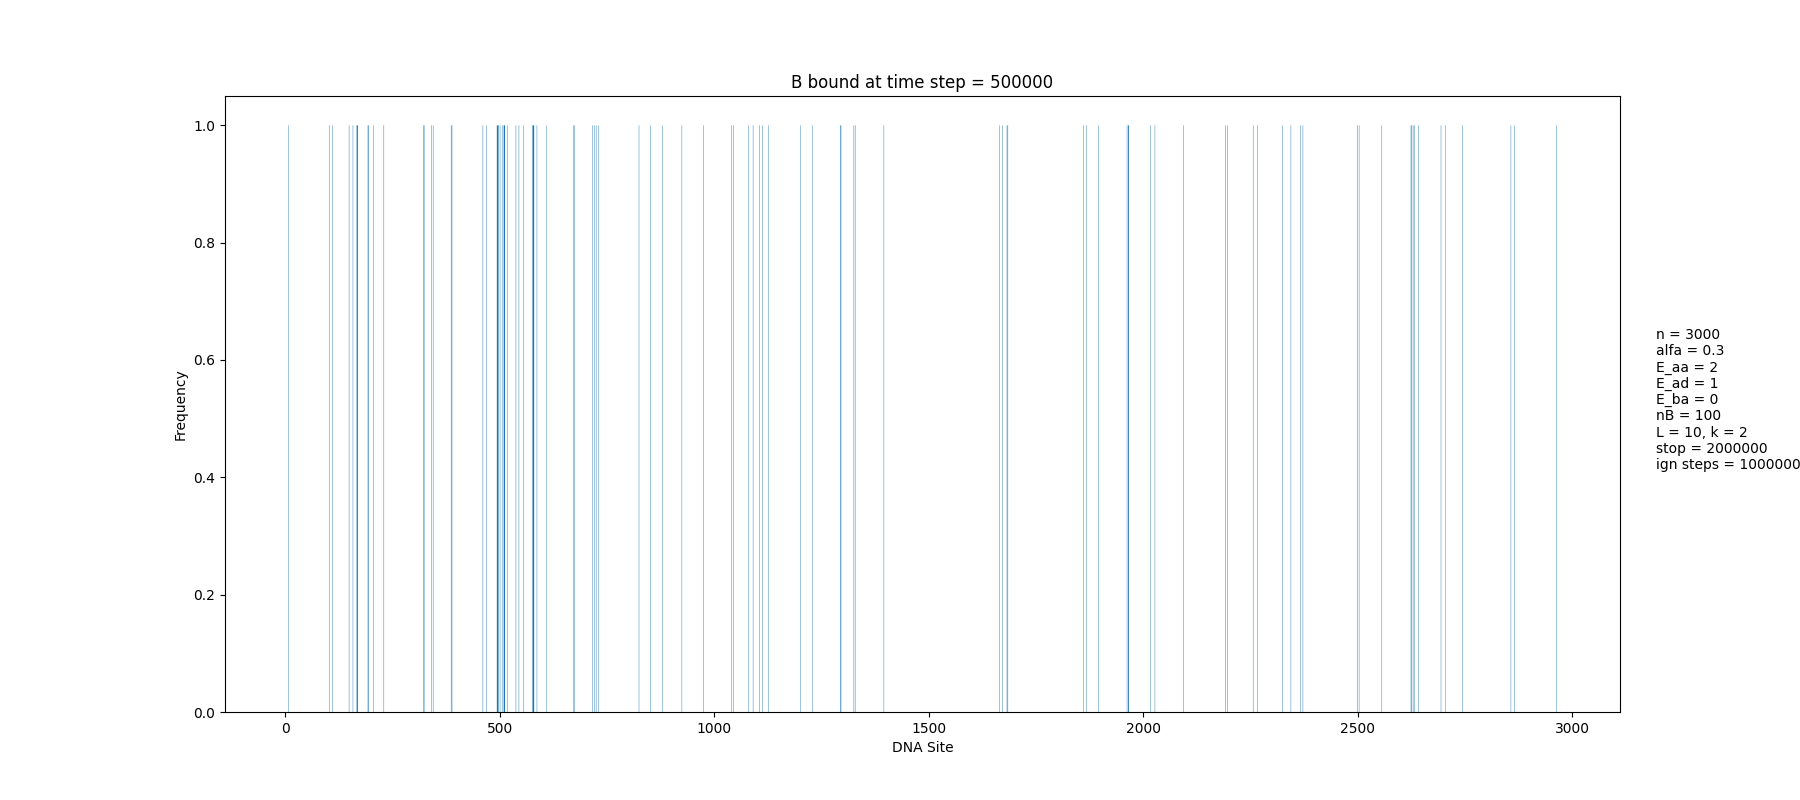 B bound at time step = 500000
1.0
0.8
0.6
0.4
0.2
0.0
Frequency
0 500 1000 1500 2000 2500 3000
DNA Site
n = 3000
alfa = 0.3
E_aa = 2
E_ad = 1
E_ba = 0
nB = 100
L = 10, k = 2
stop = 2000000
ign steps = 1000000